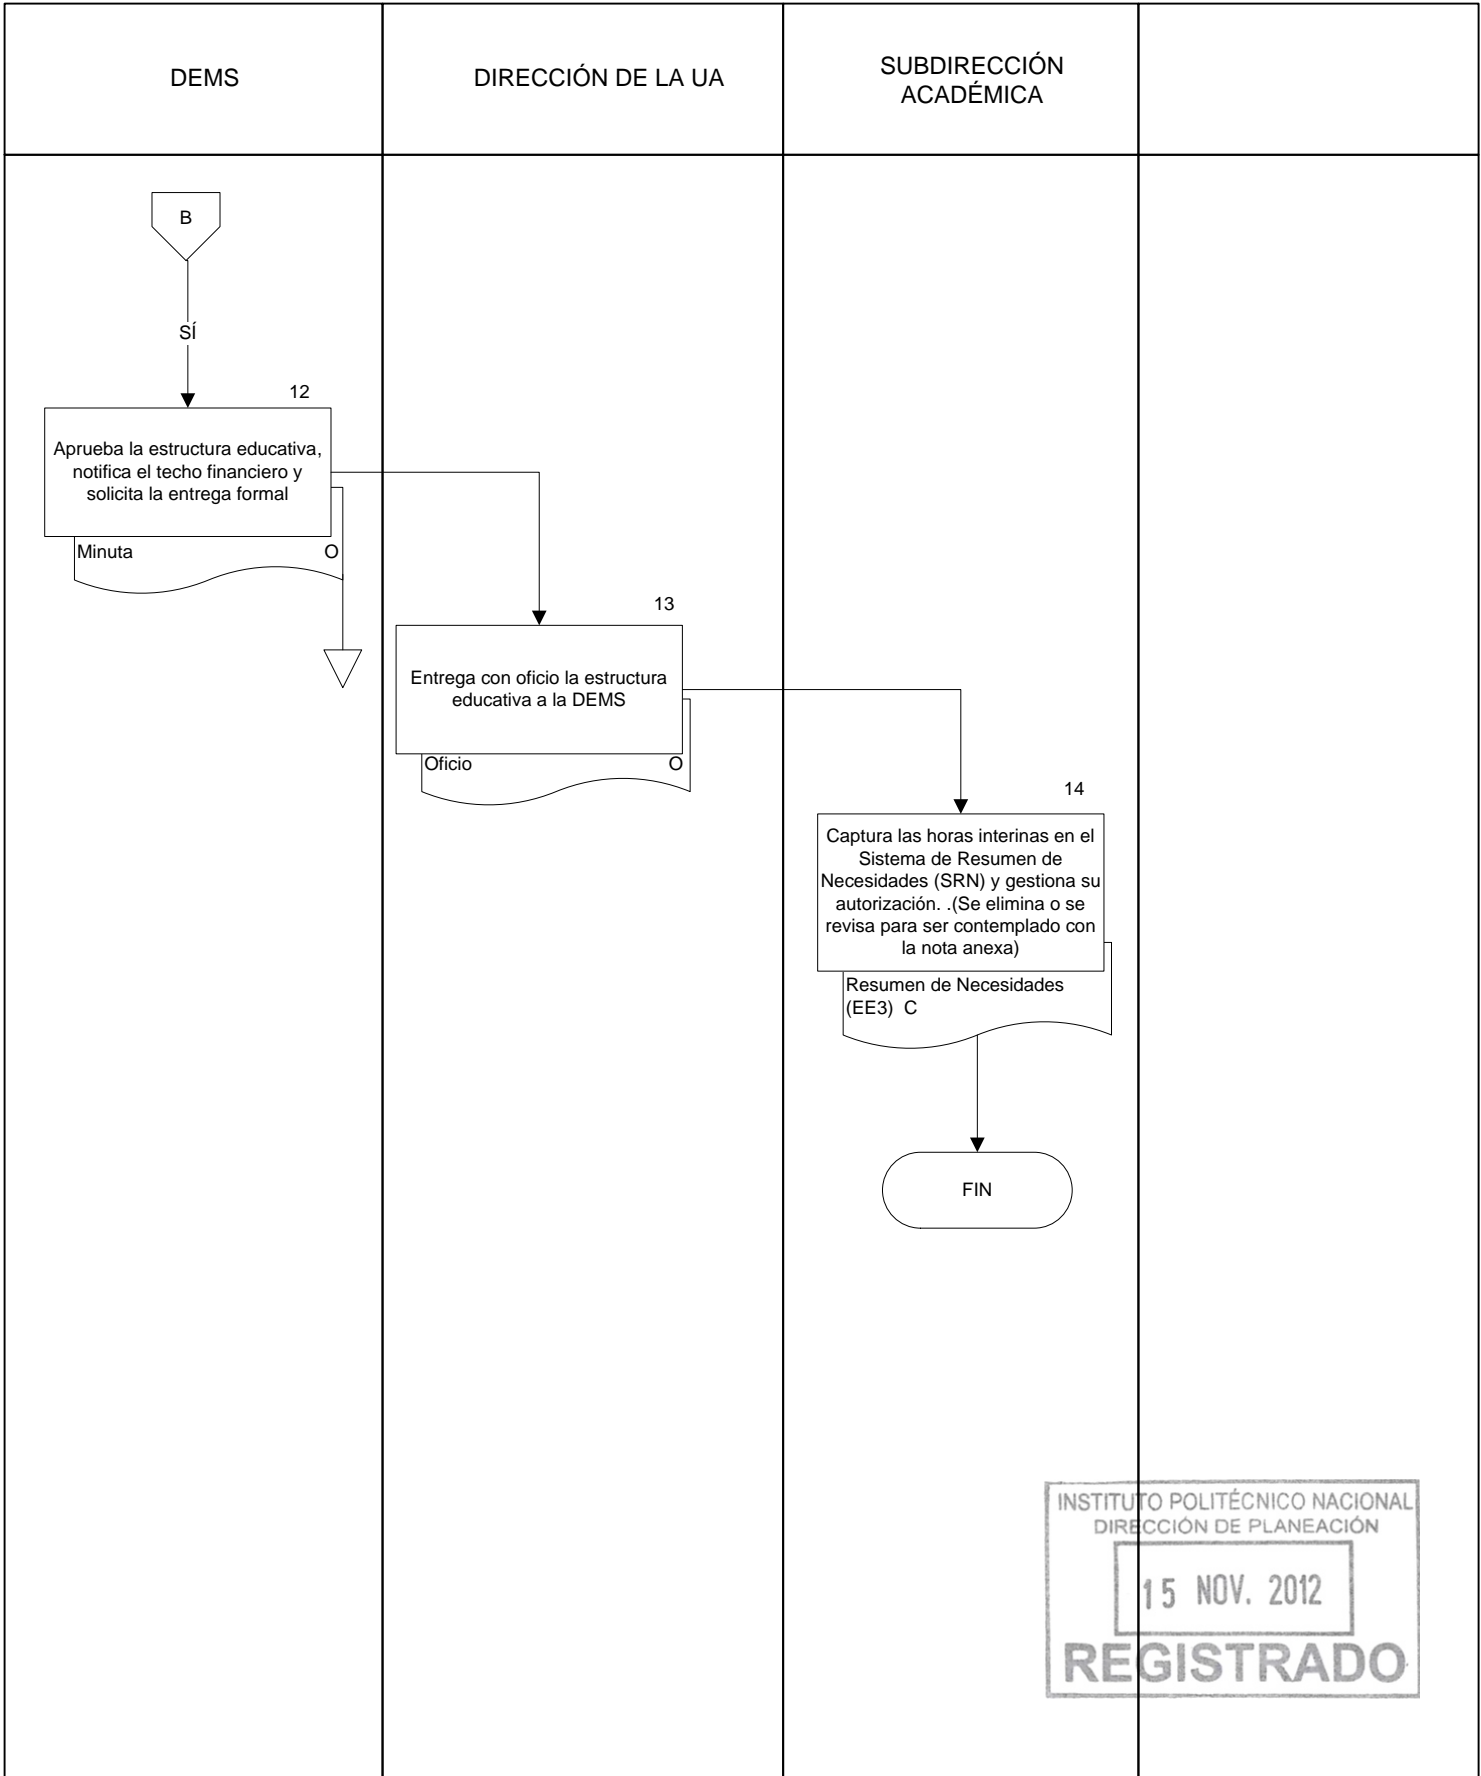 DEMS
DIRECCIÓN DE LA UA
SUBDIRECCIÓN
ACADÉMICA
B
SÍ
12
Aprueba la estructura educativa,
notifica el techo financiero y
solicita la entrega formal
Minuta O
13
Entrega con oficio la estructura
educativa a la DEMS
Oficio O
14
Captura las horas interinas en el
Sistema de Resumen de
Necesidades (SRN) y gestiona su
autorización. .(Se elimina o se
revisa para ser contemplado con
la nota anexa)
Resumen de Necesidades
(EE3) C
FIN
INSTITUTO POLITÉCNICO NACIONAL
DIRECCIÓN DE PLANEACIÓN
15 NOV. 2012
REGISTRADO